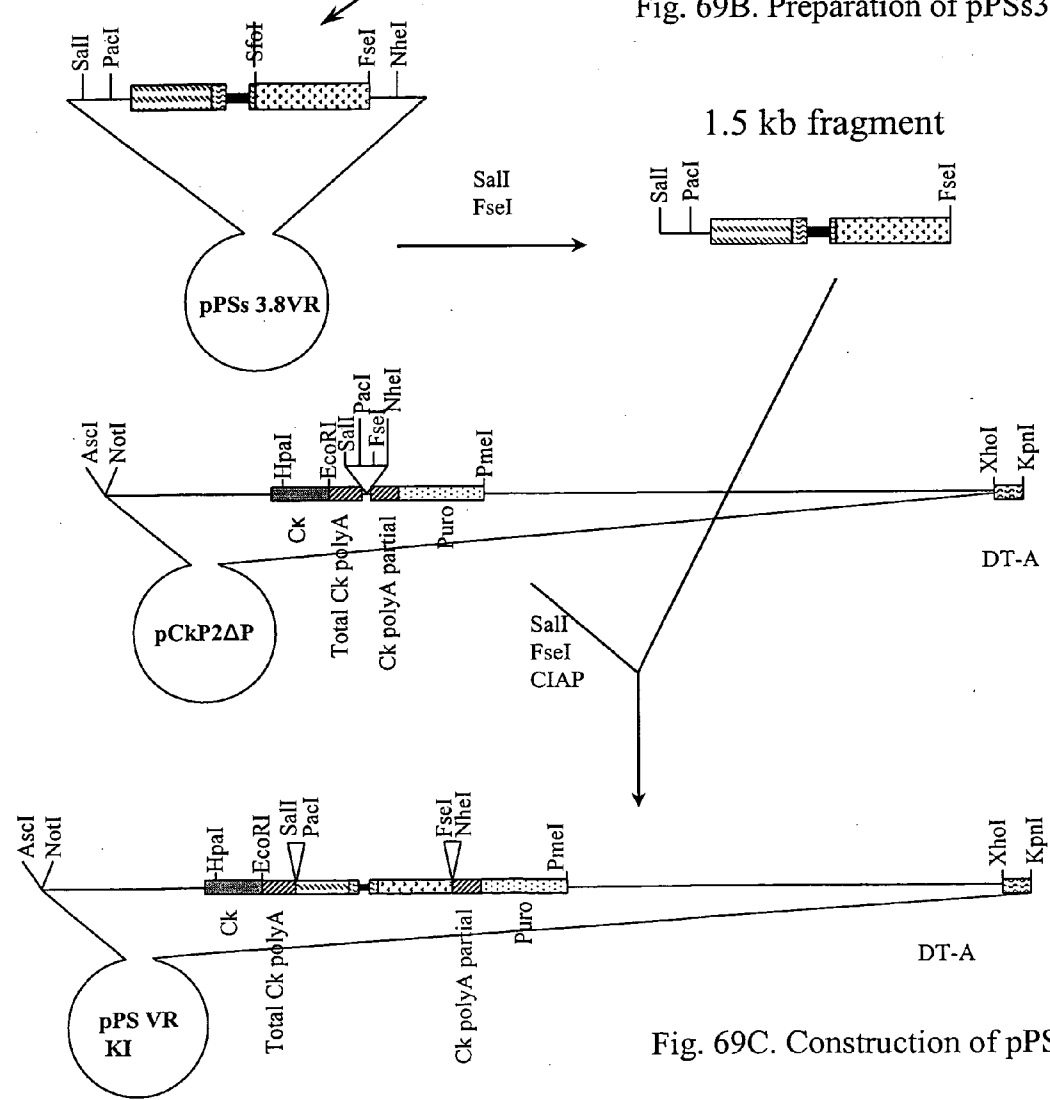 Fig. 69B. Preparation of pPSs3
SalI
PacI
SfoI
FseI
NheI
1.5 kb fragment
SalI
PacI
FseI
SalI
FseI
pPSs 3.8VR
AscI
NotI
HpaI
EcoRI
SalI
PacI
FseI
NheI
PmeI
XhoI
KpnI
Cκ
Total Ck polyA
Ck polyA partial
Puro
DT-A
pCkP2ΔP
SalI
FseI
CIAP
AscI
NotI
HpaI
EcoRI
SalI
PacI
FseI
NheI
PmeI
XhoI
KpnI
Ck
Total Ck polyA
Ck polyA partial
Puro
DT-A
pPS VR
KI
Fig. 69C. Construction of pPS